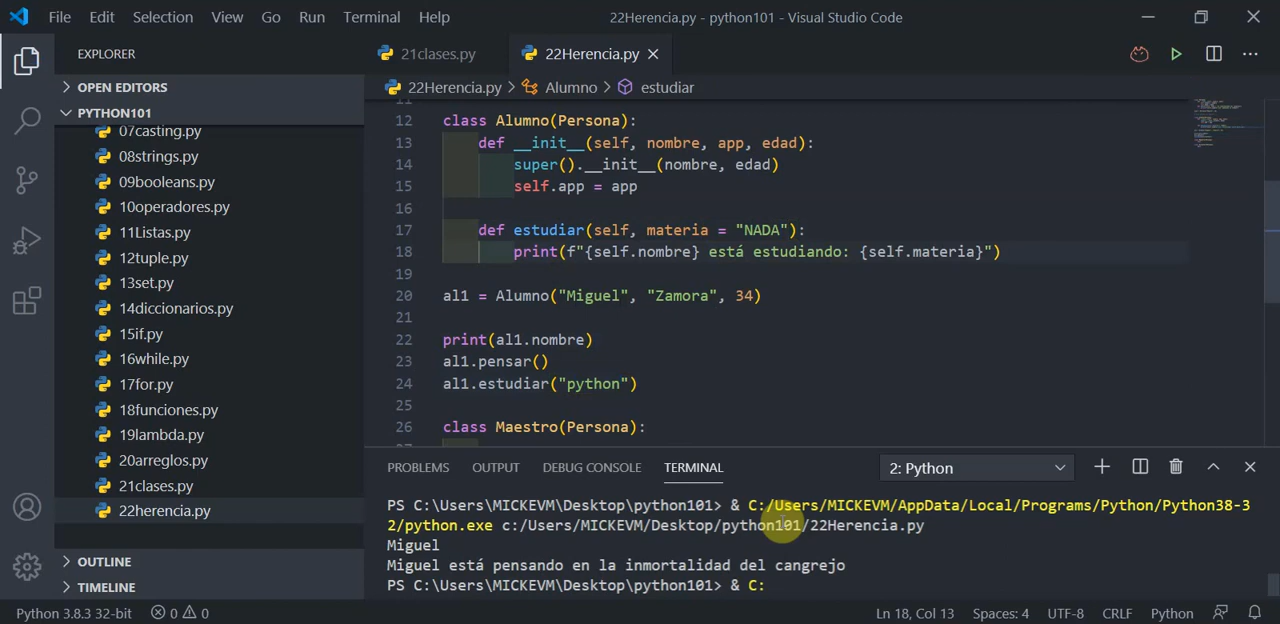 File Edit Selection View Go Run Terminal Help 22Herencia.py - python101 - Visual Studio Code
EXPLORER
OPEN EDITORS
PYTHON101
07casting.py
08strings.py
09booleans.py
10operadores.py
11Listas.py
12tuple.py
13set.py
14diccionarios.py
15if.py
16while.py
17for.py
18funciones.py
19lambda.py
20arreglos.py
21clases.py
22herencia.py
OUTLINE
TIMELINE
21clases.py 22Herencia.py
22Herencia.py > Alumno > estudiar
11
12 class Alumno(Persona):
13 def __init__(self, nombre, app, edad):
14 super().__init__(nombre, edad)
15 self.app = app
16
17 def estudiar(self, materia = "NADA"):
18 print(f"{self.nombre} está estudiando: {self.materia}")
19
20 al1 = Alumno("Miguel", "Zamora", 34)
21
22 print(al1.nombre)
23 al1.pensar()
24 al1.estudiar("python")
25
26 class Maestro(Persona):
PROBLEMS OUTPUT DEBUG CONSOLE TERMINAL 2: Python
PS C:\Users\MICKEVM\Desktop\python101> & C:/Users/MICKEVM/AppData/Local/Programs/Python/Python38-3
2/python.exe c:/Users/MICKEVM/Desktop/python101/22Herencia.py
Miguel
Miguel está pensando en la inmortalidad del cangrejo
PS C:\Users\MICKEVM\Desktop\python101> & C:
Python 3.8.3 32-bit 0 0 Ln 18, Col 13 Spaces: 4 UTF-8 CRLF Python